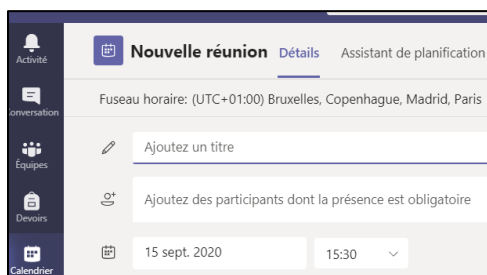 Activité
Nouvelle réunion Détails Assistant de planification
Fuseau horaire: (UTC+01:00) Bruxelles, Copenhague, Madrid, Paris
onversation
Ajoutez un titre
Équipes
Ajoutez des participants dont la présence est obligatoire
Devoirs
15 sept. 2020 15:30
Calendrier